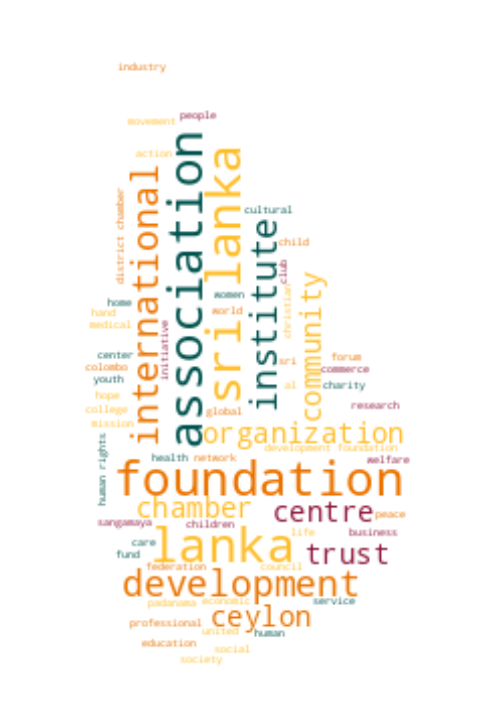 industry
people
movement
action
association
sri lanka
international
district chamber
cultural
institute
child
club
community
christian
women
world
home
hand
medical
initiative
center
colombo
youth
hope
college
mission
sri
forum
commerce
al
charity
research
global
organization
human rights
development foundation
health
network
welfare
foundation
chamber
centre
peace
sangamaya
children
lanka
life
business
care
fund
trust
federation
council
development
padanama
economic
service
ceylon
professional
united
human
education
social
society